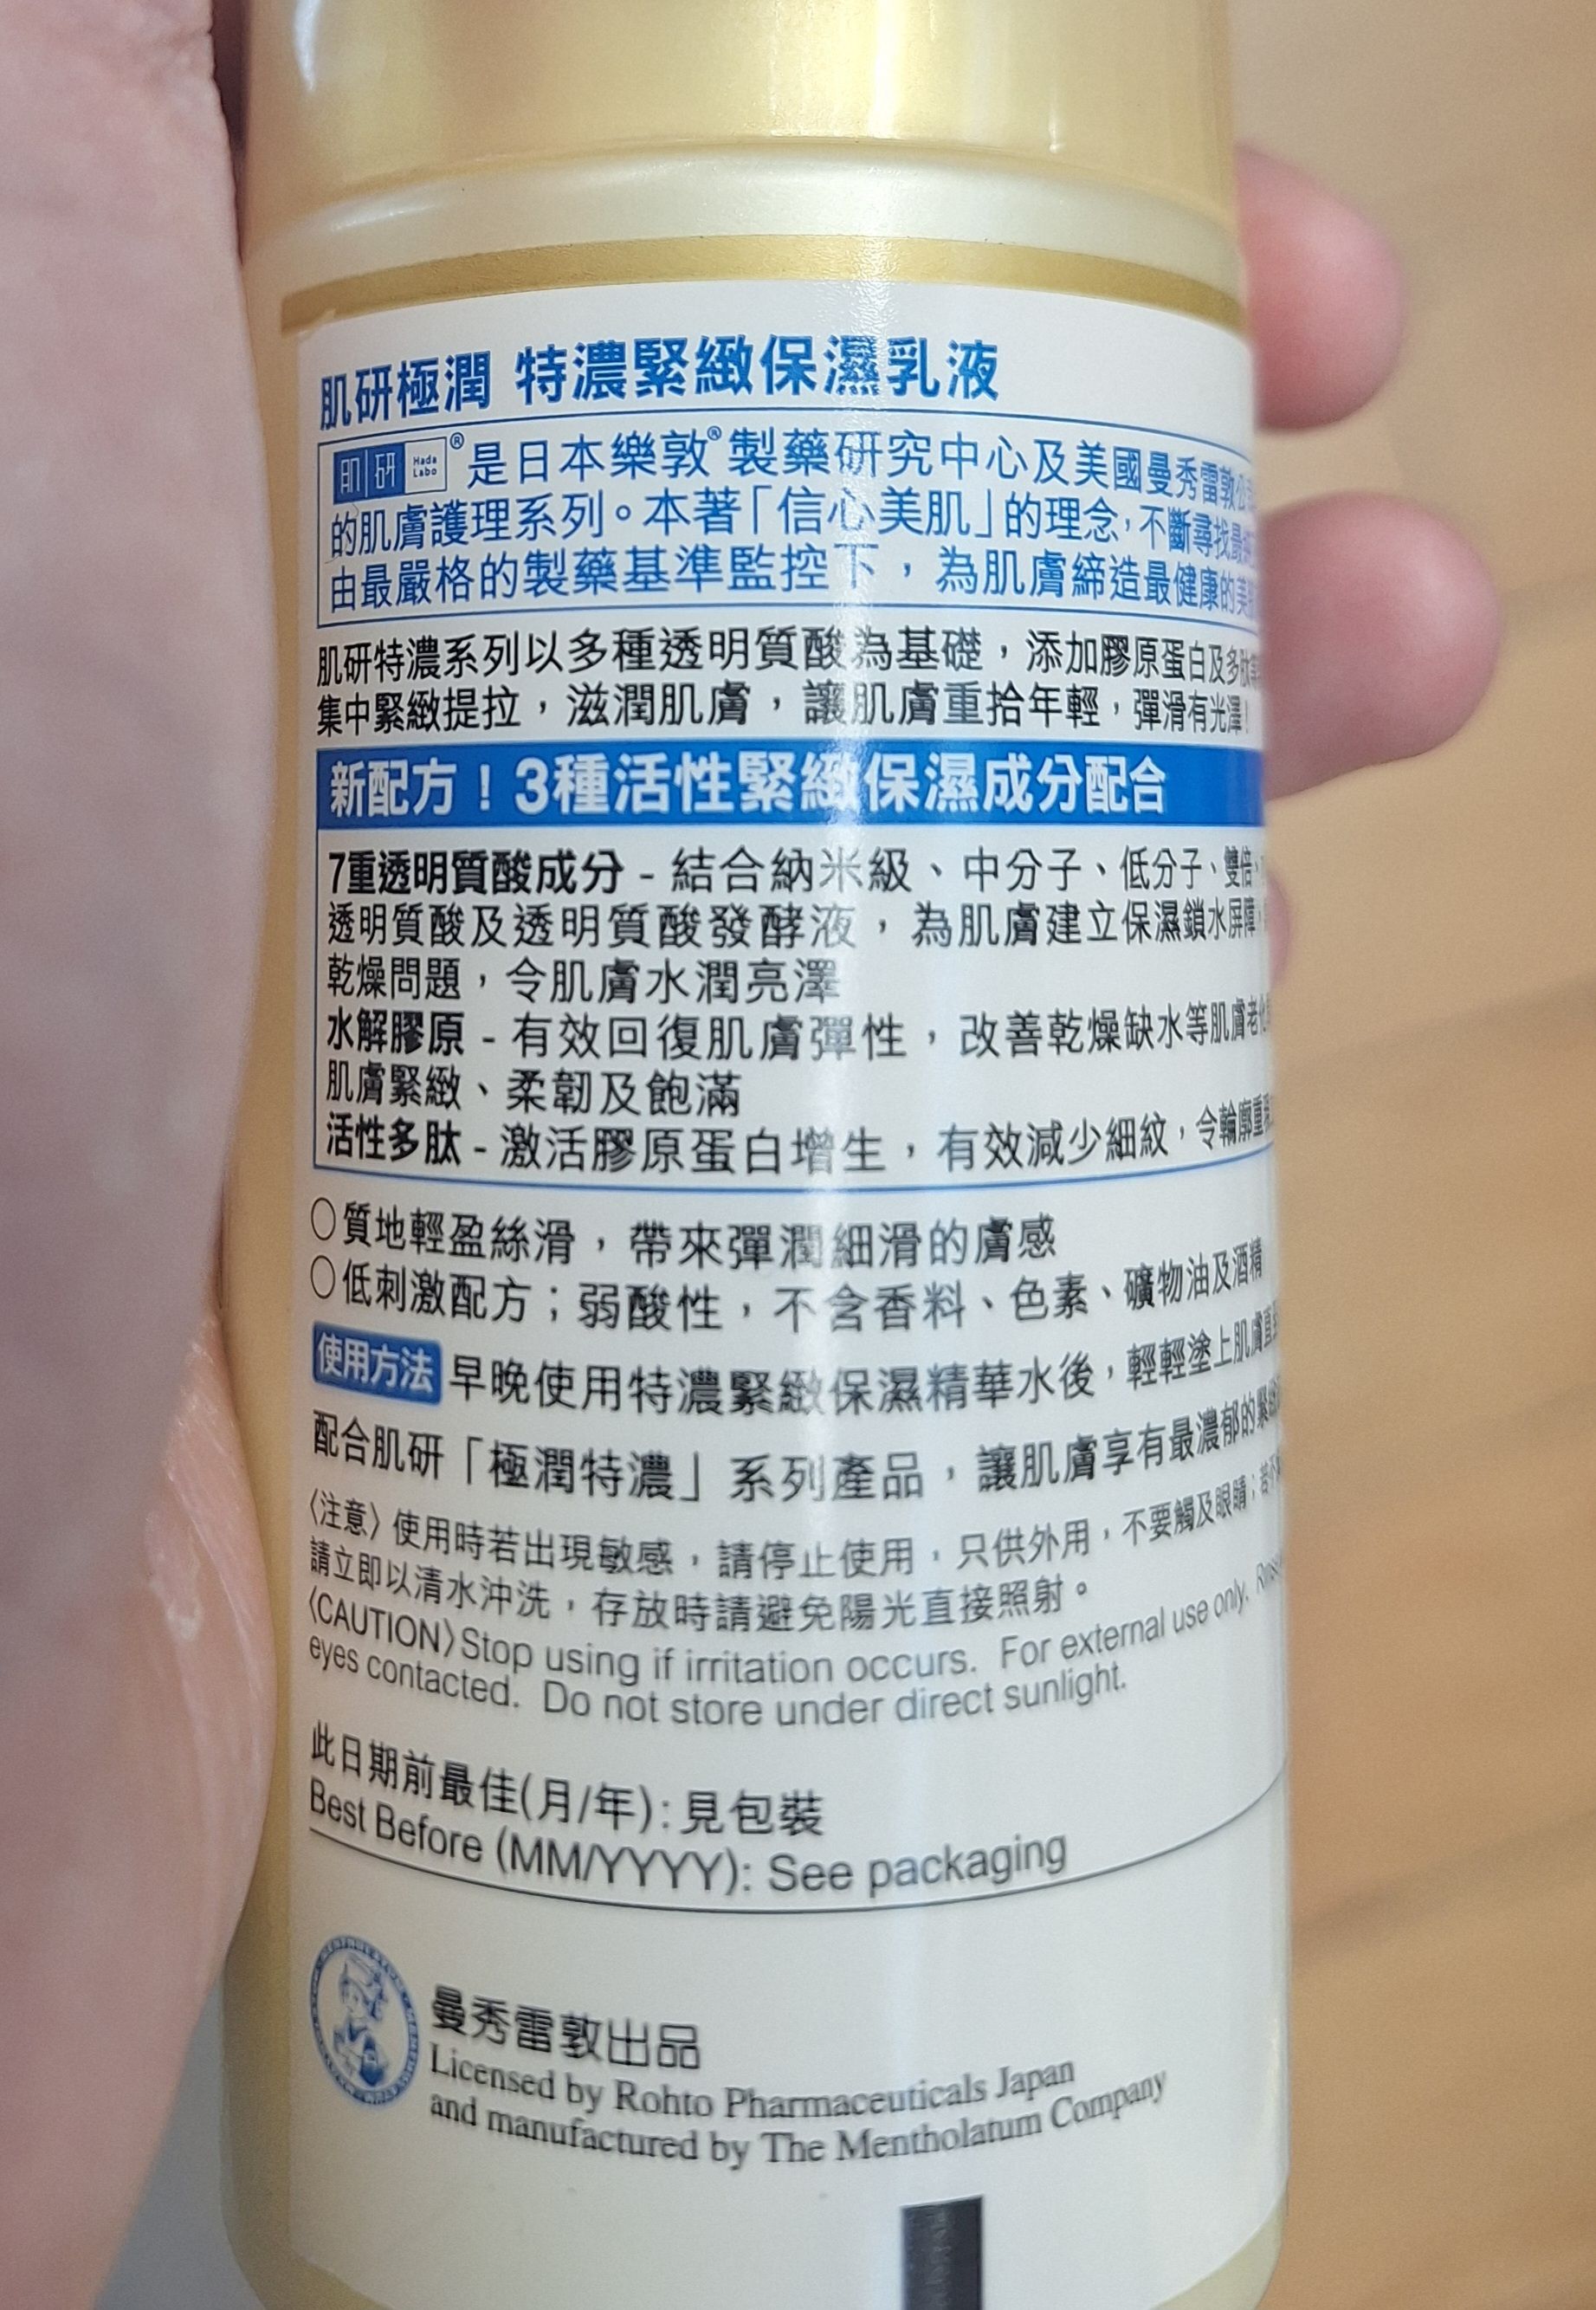 肌研極潤 特濃緊緻保濕乳液
肌研 Hada Labo® 是日本樂敦®製藥研究中心及美國曼秀雷敦公
的肌膚護理系列。本著「信心美肌」的理念，不斷尋找最
由最嚴格的製藥基準監控下，為肌膚締造最健康的美
肌研特濃系列以多種透明質酸為基礎，添加膠原蛋白及多肽
集中緊緻提拉，滋潤肌膚，讓肌膚重拾年輕，彈滑有光澤！
新配方！3種活性緊緻保濕成分配合
7重透明質酸成分 - 結合納米級、中分子、低分子、雙倍、
透明質酸及透明質酸發酵液，為肌膚建立保濕鎖水屏障，
乾燥問題，令肌膚水潤亮澤
水解膠原 - 有效回復肌膚彈性，改善乾燥缺水等肌膚老化
肌膚緊緻、柔韌及飽滿
活性多肽 - 激活膠原蛋白增生，有效減少細紋，令輪廓重
○質地輕盈絲滑，帶來彈潤細滑的膚感
○低刺激配方；弱酸性，不含香料、色素、礦物油及酒精
使用方法 早晚使用特濃緊緻保濕精華水後，輕輕塗上肌膚直
配合肌研「極潤特濃」系列產品，讓肌膚享有最濃郁的緊緻
〈注意〉使用時若出現敏感，請停止使用，只供外用，不要觸及眼睛；若不
請立即以清水沖洗，存放時請避免陽光直接照射。
〈CAUTION〉Stop using if irritation occurs. For external use only. Rinse
eyes contacted. Do not store under direct sunlight.
此日期前最佳(月/年)：見包裝
Best Before (MM/YYYY): See packaging
曼秀雷敦出品
Licensed by Rohto Pharmaceuticals Japan
and manufactured by The Mentholatum Company